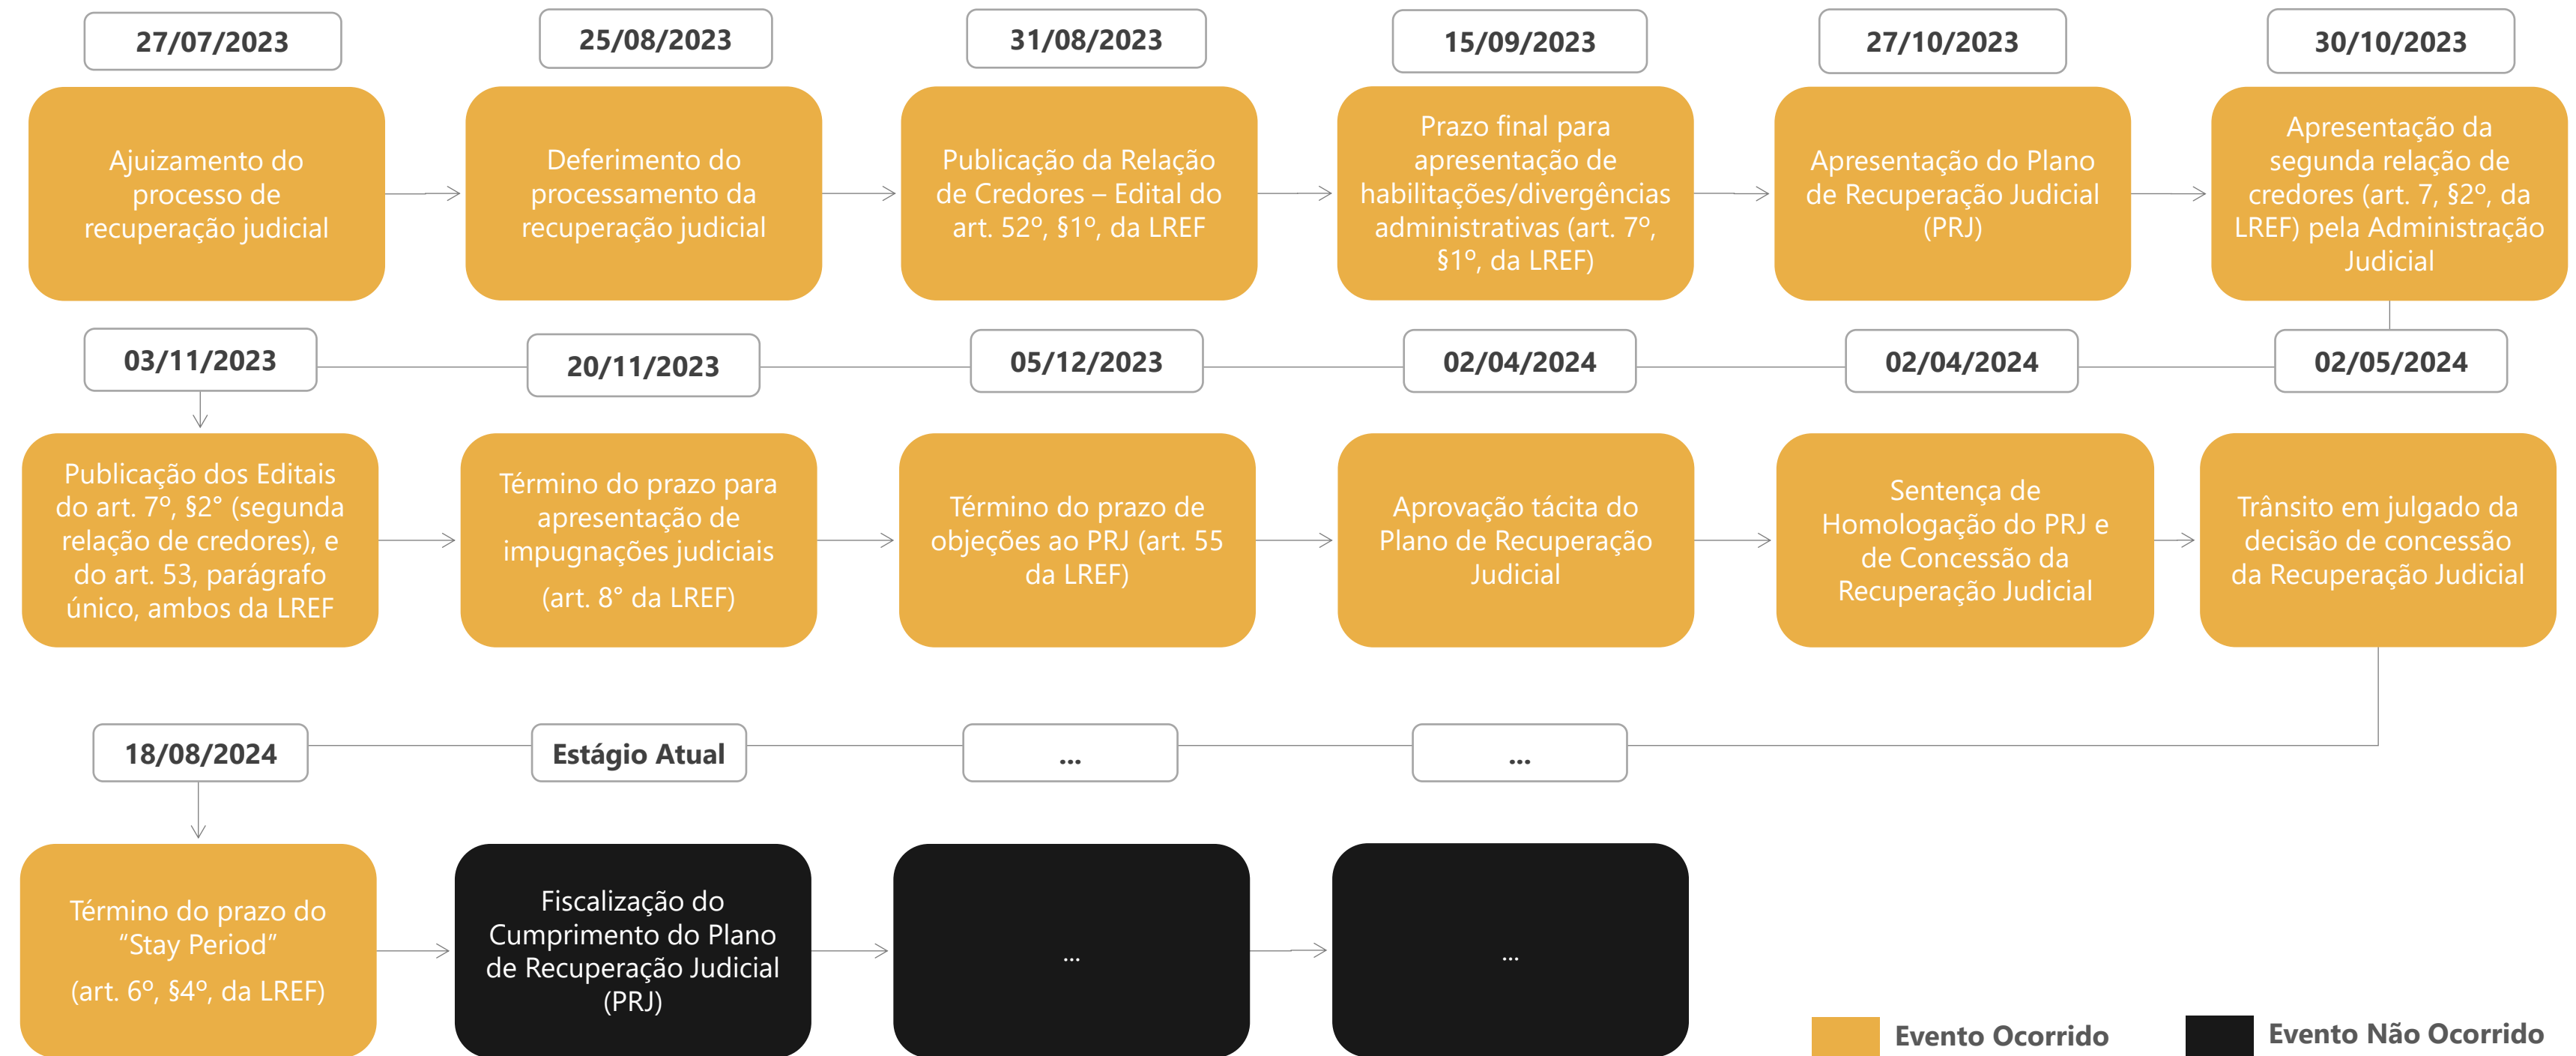 27/07/2023
25/08/2023
31/08/2023
15/09/2023
27/10/2023
30/10/2023
Ajuizamento do
processo de
recuperação judicial
Deferimento do
processamento da
recuperação judicial
Publicação da Relação
de Credores – Edital do
art. 52º, §1º, da LREF
Prazo final para
apresentação de
habilitações/divergências
administrativas (art. 7º,
§1º, da LREF)
Apresentação do Plano
de Recuperação Judicial
(PRJ)
Apresentação da
segunda relação de
credores (art. 7, §2º, da
LREF) pela Administração
Judicial
03/11/2023
20/11/2023
05/12/2023
02/04/2024
02/04/2024
02/05/2024
Publicação dos Editais
do art. 7º, §2° (segunda
relação de credores), e
do art. 53, parágrafo
único, ambos da LREF
Término do prazo para
apresentação de
impugnações judiciais
(art. 8° da LREF)
Término do prazo de
objeções ao PRJ (art. 55
da LREF)
Aprovação tácita do
Plano de Recuperação
Judicial
Sentença de
Homologação do PRJ e
de Concessão da
Recuperação Judicial
Trânsito em julgado da
decisão de concessão
da Recuperação Judicial
18/08/2024
Estágio Atual
...
...
Término do prazo do
“Stay Period”
(art. 6º, §4º, da LREF)
Fiscalização do
Cumprimento do Plano
de Recuperação Judicial
(PRJ)
...
...
Evento Ocorrido
Evento Não Ocorrido